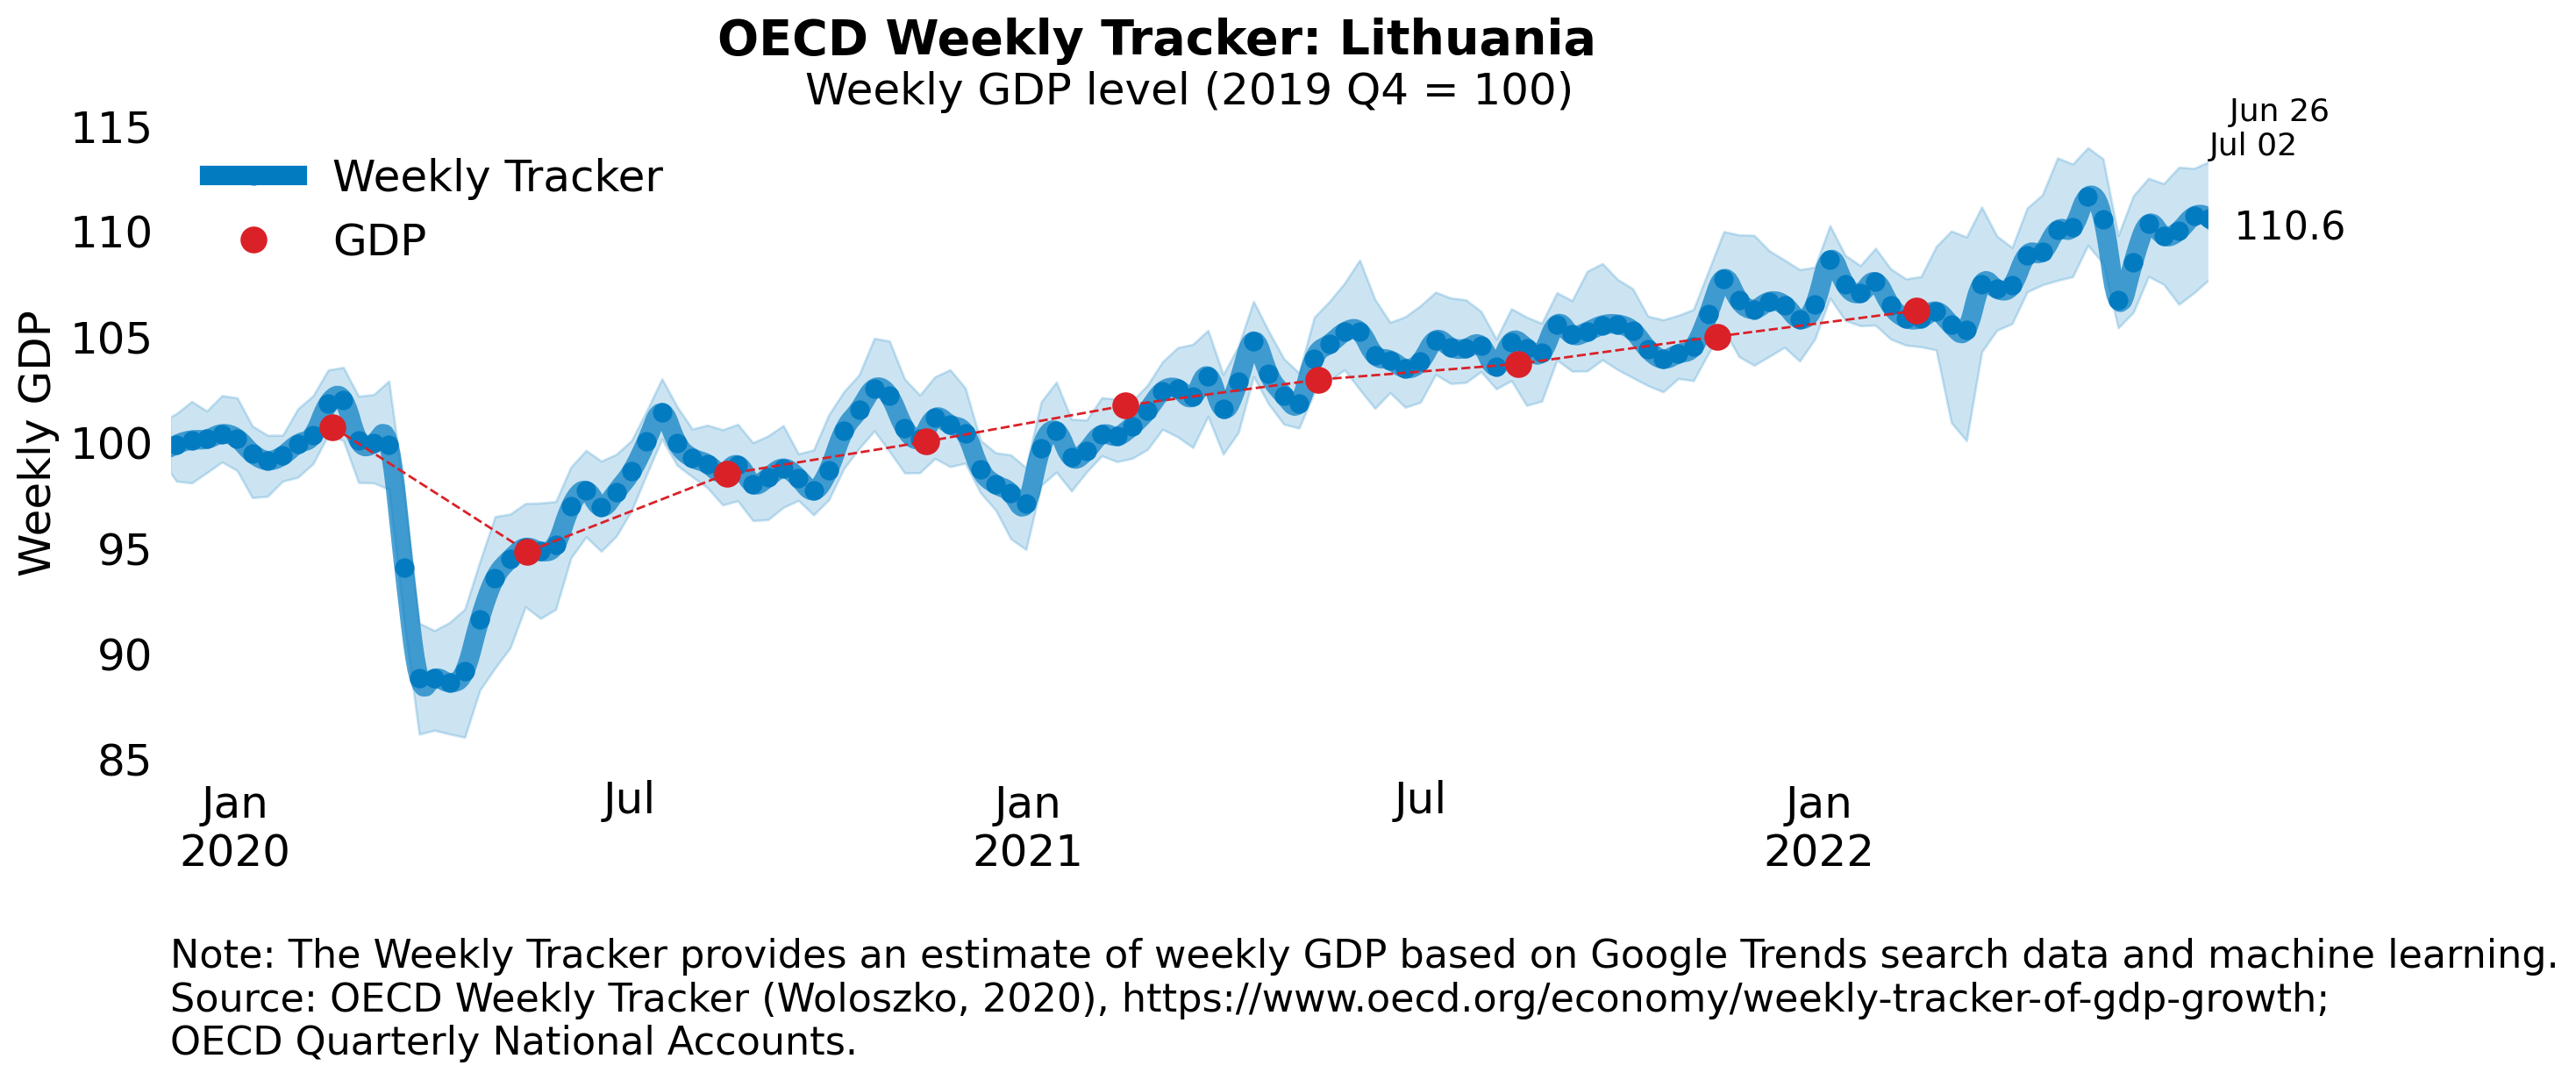 OECD Weekly Tracker: Lithuania
Weekly GDP level (2019 Q4 = 100)
Jun 26
Jul 02
110.6
Weekly Tracker
GDP
Weekly GDP
115
110
105
100
95
90
85
Jan
2020
Jul
Jan
2021
Jul
Jan
2022
Note: The Weekly Tracker provides an estimate of weekly GDP based on Google Trends search data and machine learning.
Source: OECD Weekly Tracker (Woloszko, 2020), https://www.oecd.org/economy/weekly-tracker-of-gdp-growth;
OECD Quarterly National Accounts.